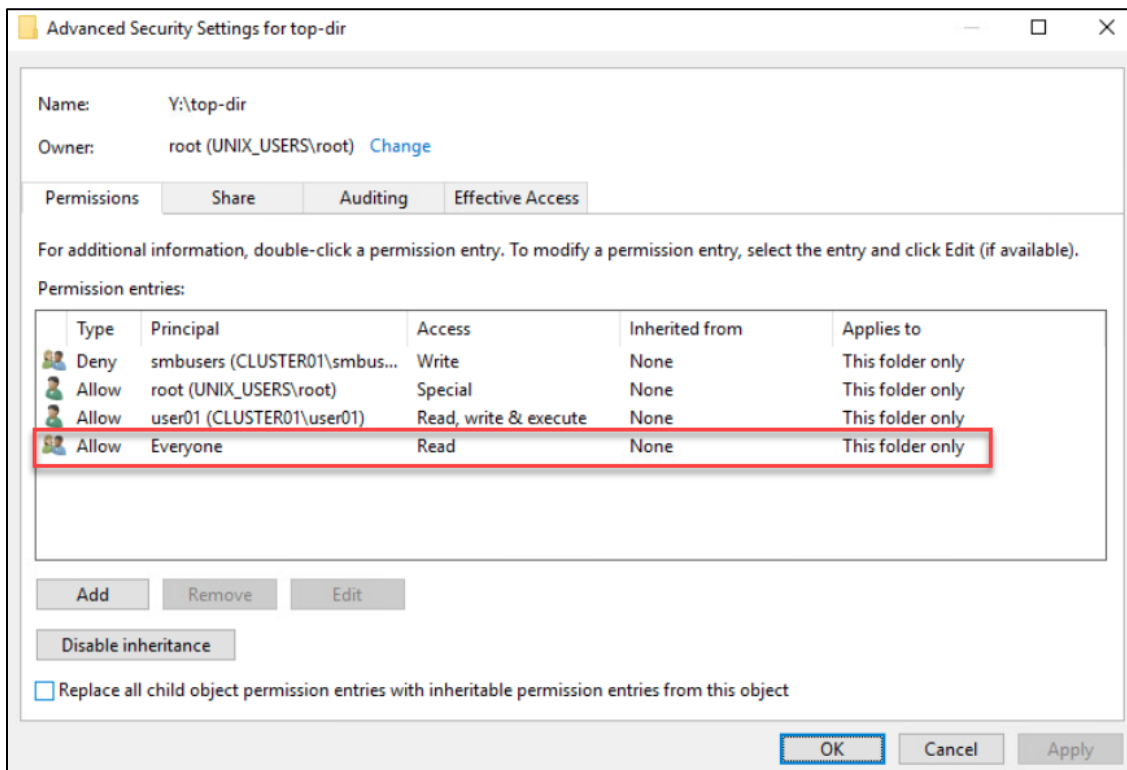 Advanced Security Settings for top-dir
Name: Y:\top-dir
Owner: root (UNIX_USERS\root) Change
Permissions Share Auditing Effective Access
For additional information, double-click a permission entry. To modify a permission entry, select the entry and click Edit (if available).
Permission entries:
Type Principal Access Inherited from Applies to
Deny smbusers (CLUSTER01\smbus... Write None This folder only
Allow root (UNIX_USERS\root) Special None This folder only
Allow user01 (CLUSTER01\user01) Read, write & execute None This folder only
Allow Everyone Read None This folder only
Add Remove Edit
Disable inheritance
Replace all child object permission entries with inheritable permission entries from this object
OK Cancel Apply